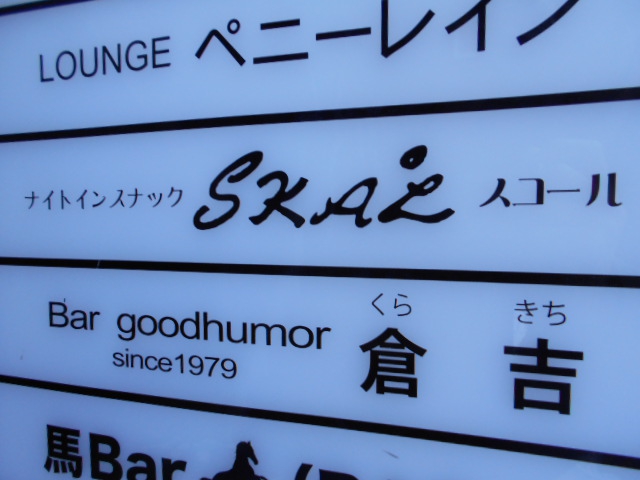 LOUNGE ペニーレイン
ナイトインスナック SKAL スコール
くら きち
Bar goodhumor 倉 吉
since1979
馬Bar